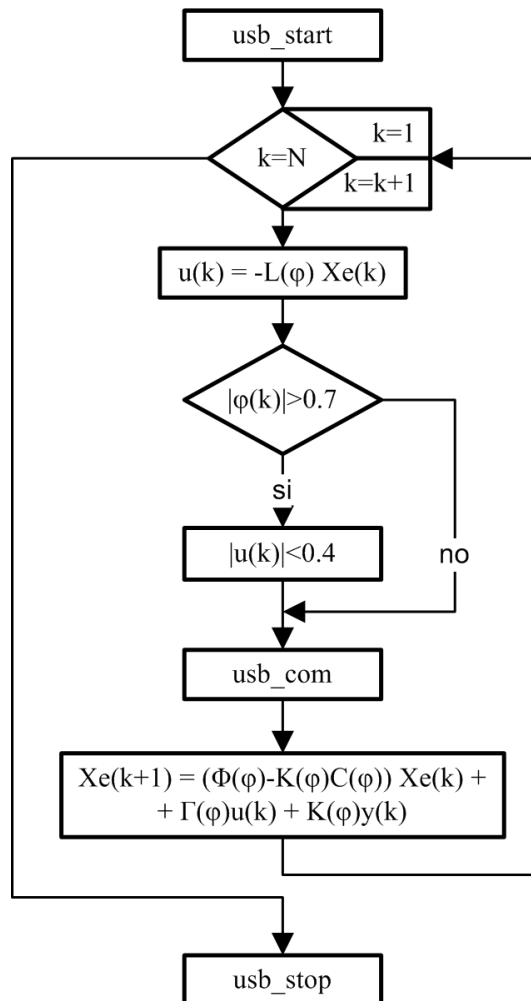 usb_start
k=N
k=1
k=k+1
u(k) = -L(φ) Xe(k)
|φ(k)|>0.7
si
no
|u(k)|<0.4
usb_com
Xe(k+1) = (Φ(φ)-K(φ)C(φ)) Xe(k) +
+ Γ(φ)u(k) + K(φ)y(k)
usb_stop